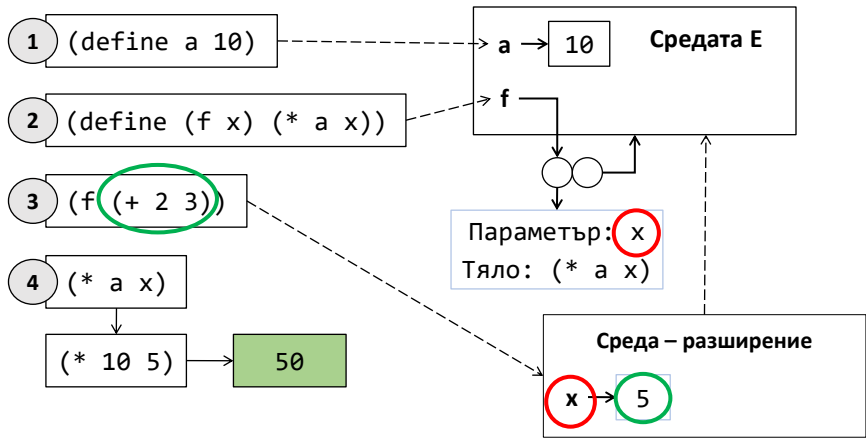 1 (define a 10)
2 (define (f x) (* a x))
3 (f (+ 2 3))
4 (* a x)
(* 10 5)
50
Средата E
a
10
f
Параметър: x
Тяло: (* a x)
Среда – разширение
x
5